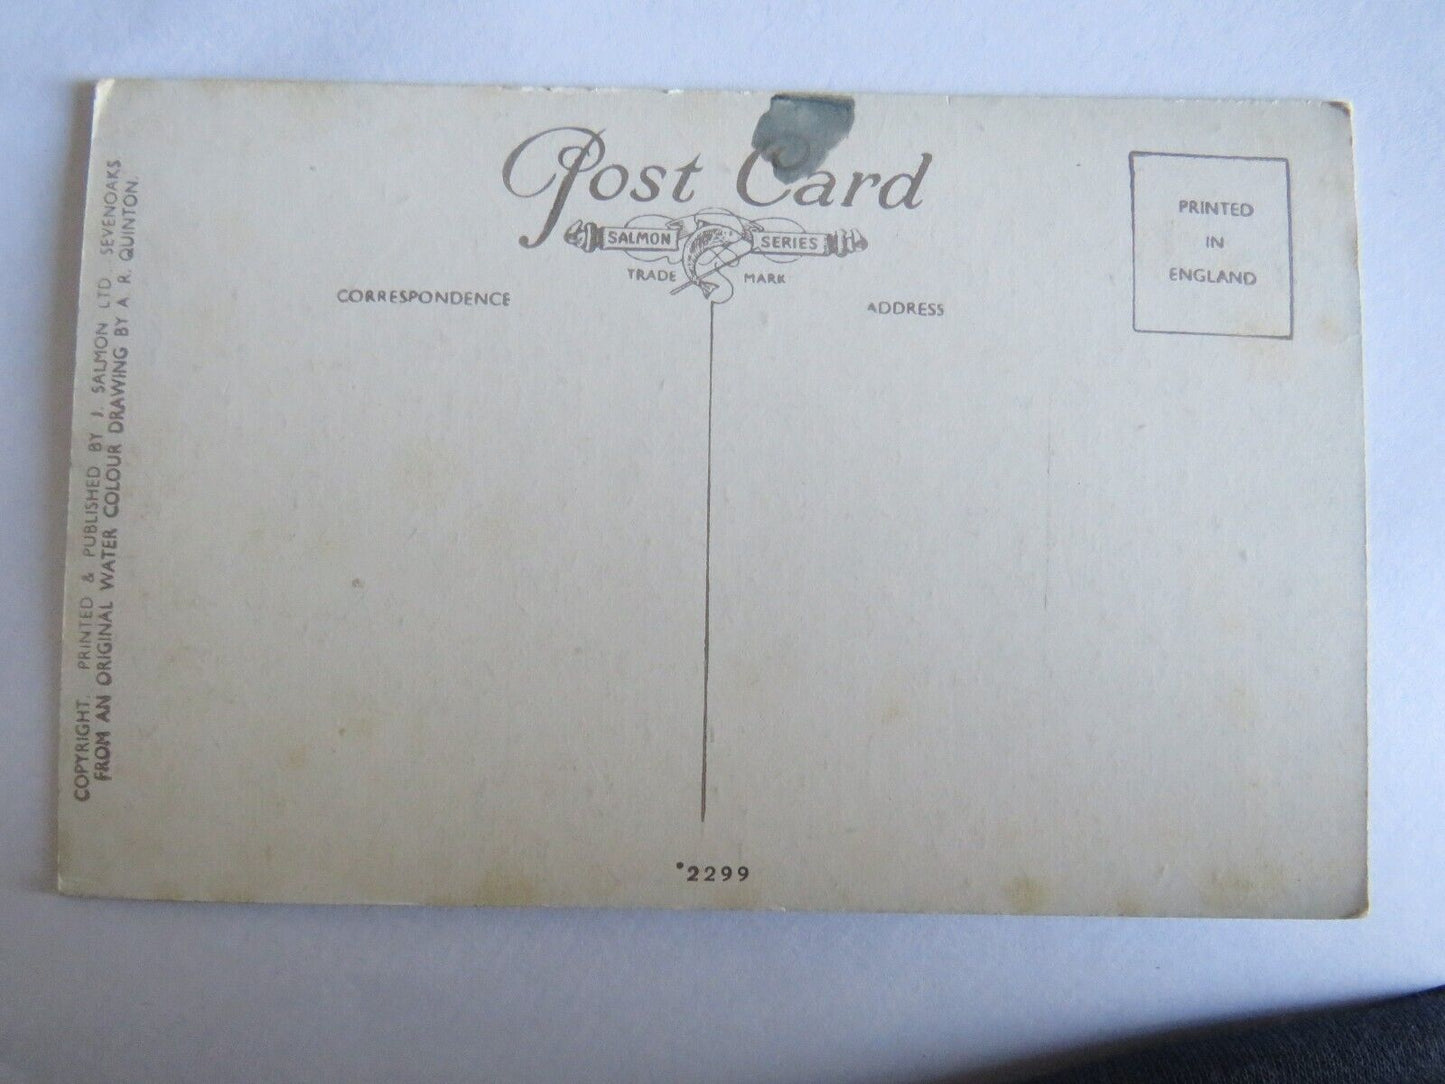 Post Card
SALMON SERIES
TRADE MARK
CORRESPONDENCE
ADDRESS
PRINTED
IN
ENGLAND
COPYRIGHT. PRINTED & PUBLISHED BY J. SALMON LTD SEVENOAKS
FROM AN ORIGINAL WATER COLOUR DRAWING BY A R. QUINTON.
*2299